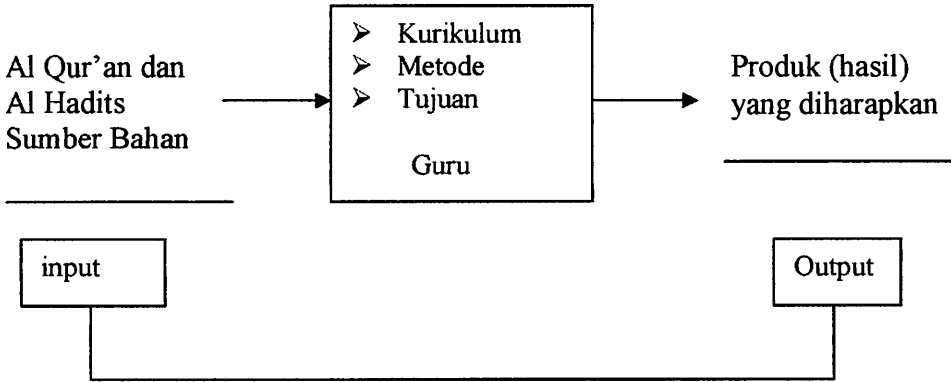 Al Qur'an dan
Al Hadits
Sumber Bahan
➢ Kurikulum
➢ Metode
➢ Tujuan
Guru
Produk (hasil)
yang diharapkan
input
Output